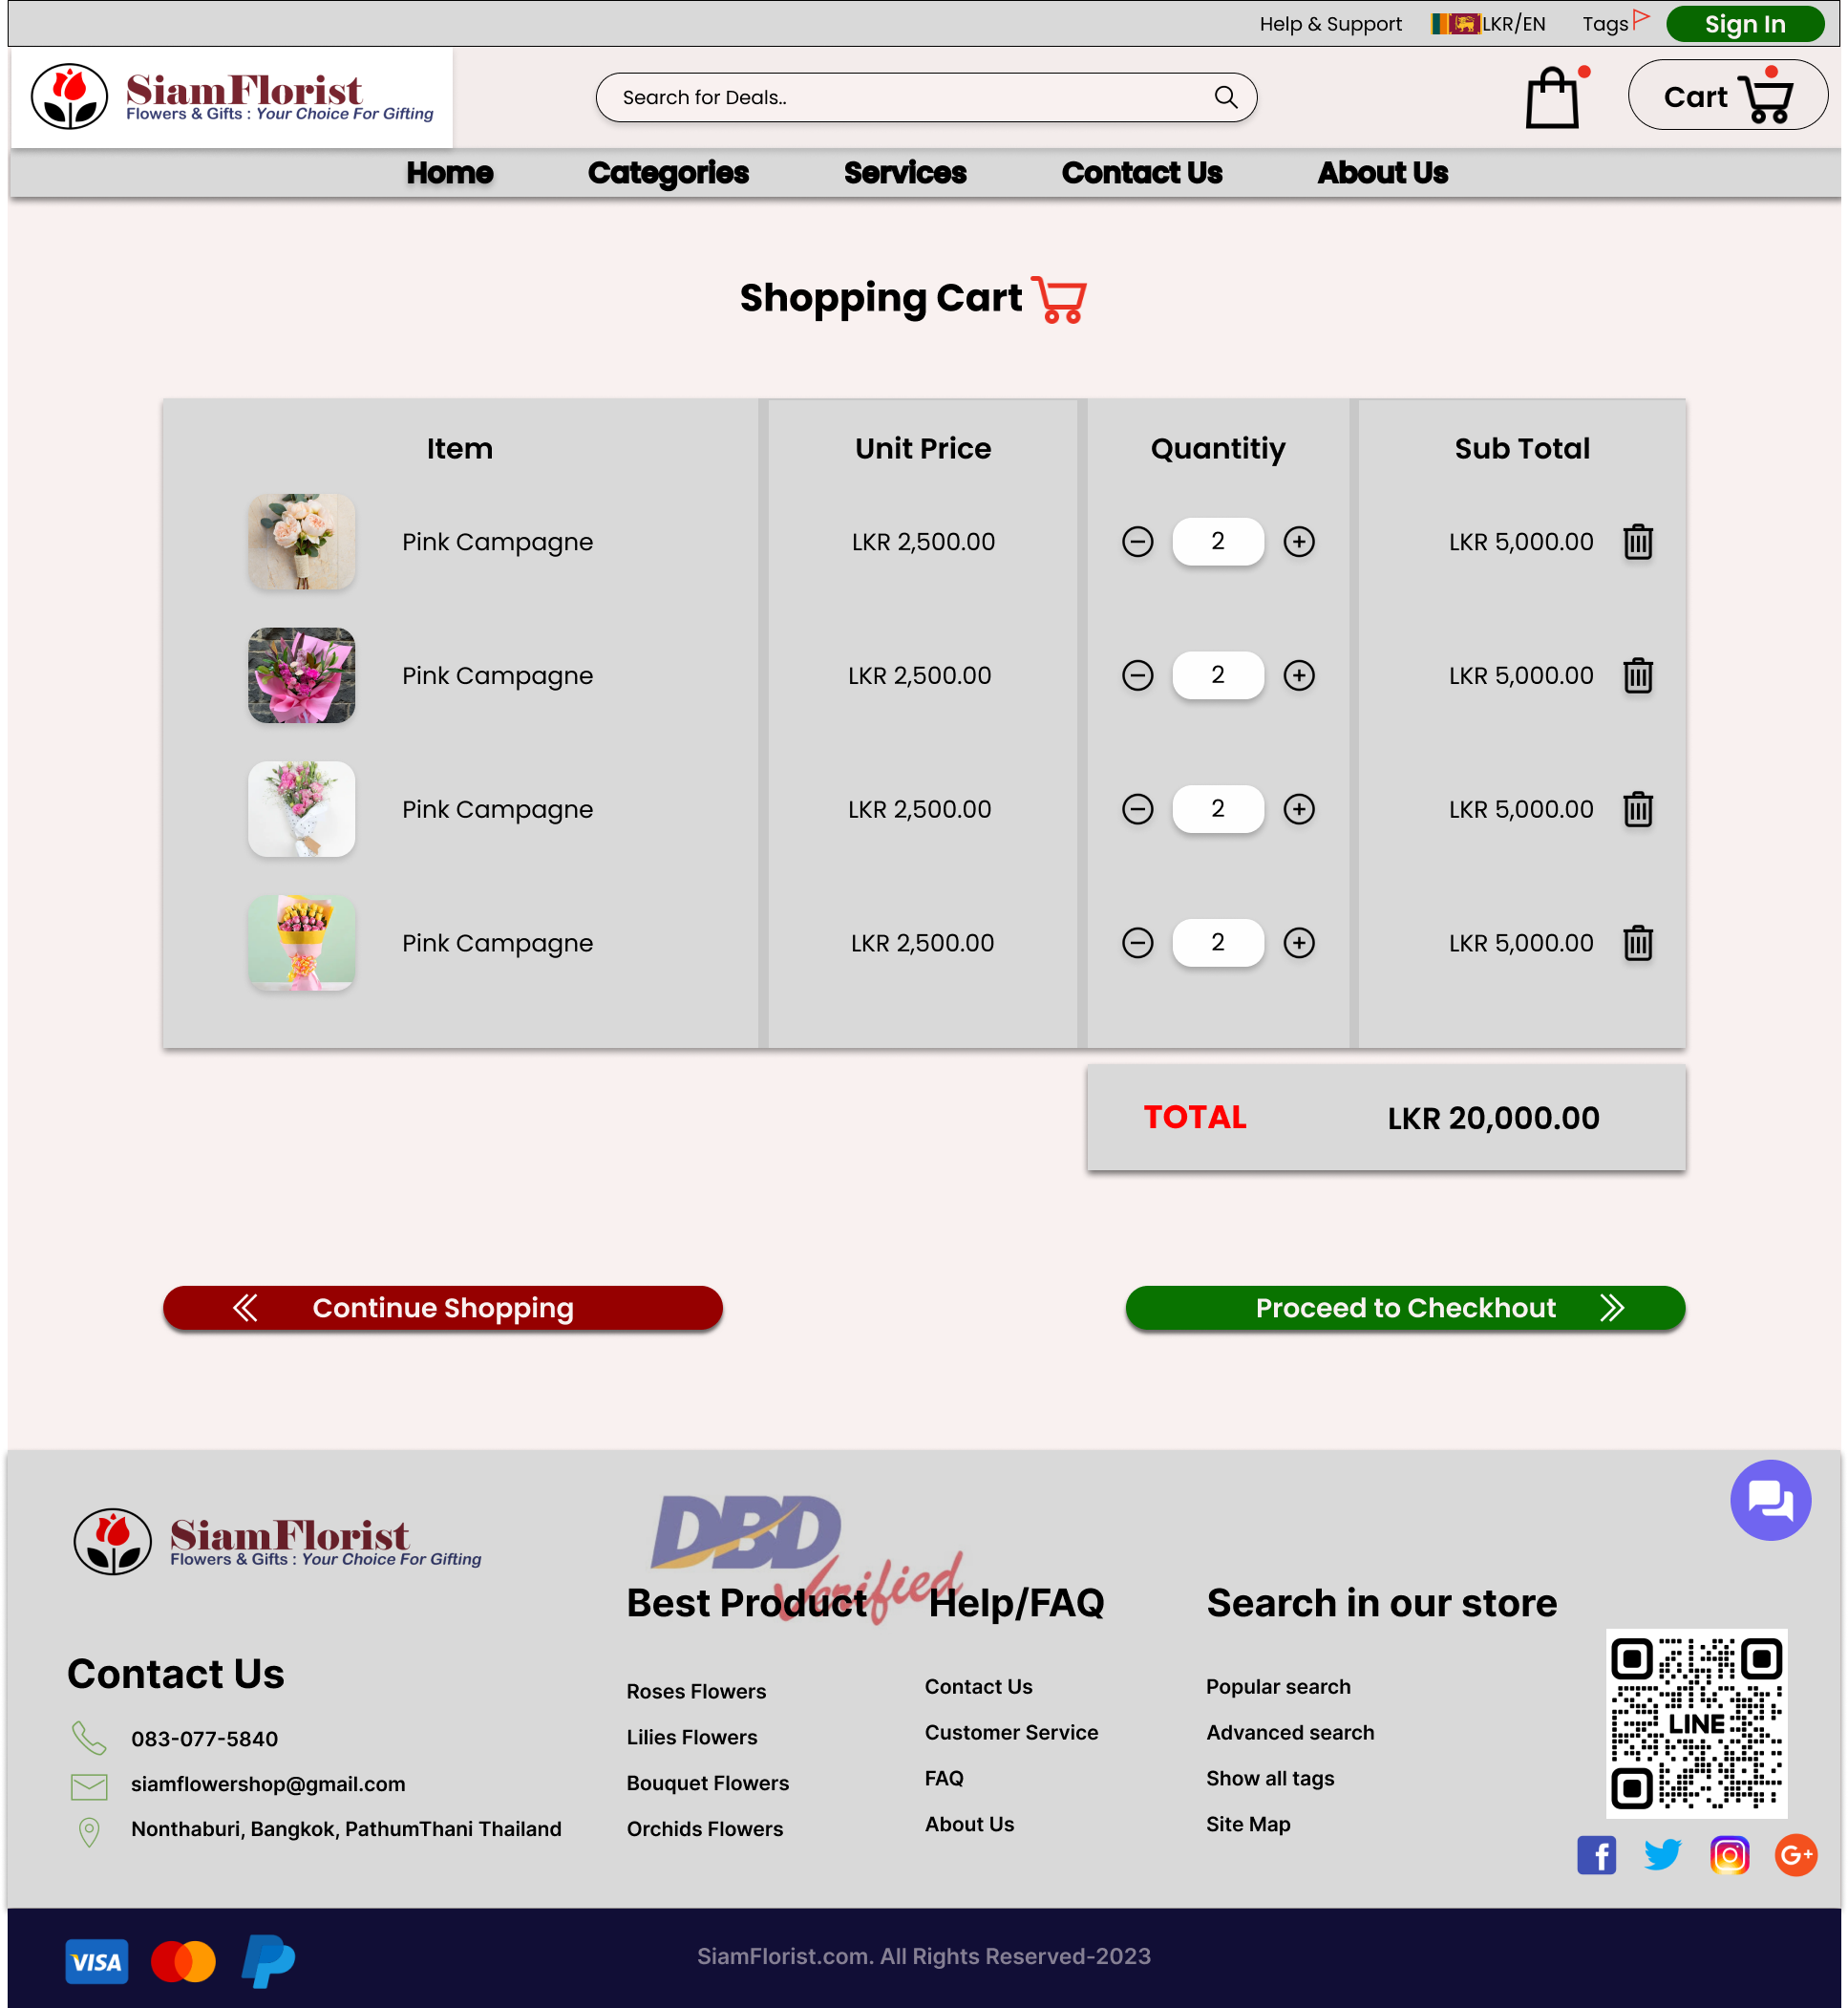 Help & Support LKR/EN Tags Sign In
SiamFlorist
Flowers & Gifts : Your Choice For Gifting
Search for Deals..
Cart
Home Categories Services Contact Us About Us
Shopping Cart
Item Unit Price Quantitiy Sub Total
Pink Campagne LKR 2,500.00 2 LKR 5,000.00
Pink Campagne LKR 2,500.00 2 LKR 5,000.00
Pink Campagne LKR 2,500.00 2 LKR 5,000.00
Pink Campagne LKR 2,500.00 2 LKR 5,000.00
TOTAL LKR 20,000.00
Continue Shopping
Proceed to Checkhout
SiamFlorist
Flowers & Gifts : Your Choice For Gifting
Contact Us
083-077-5840
siamflowershop@gmail.com
Nonthaburi, Bangkok, PathumThani Thailand
DBD
Verified
Best Product
Roses Flowers
Lilies Flowers
Bouquet Flowers
Orchids Flowers
Help/FAQ
Contact Us
Customer Service
FAQ
About Us
Search in our store
Popular search
Advanced search
Show all tags
Site Map
LINE
f
G+
VISA
SiamFlorist.com. All Rights Reserved-2023